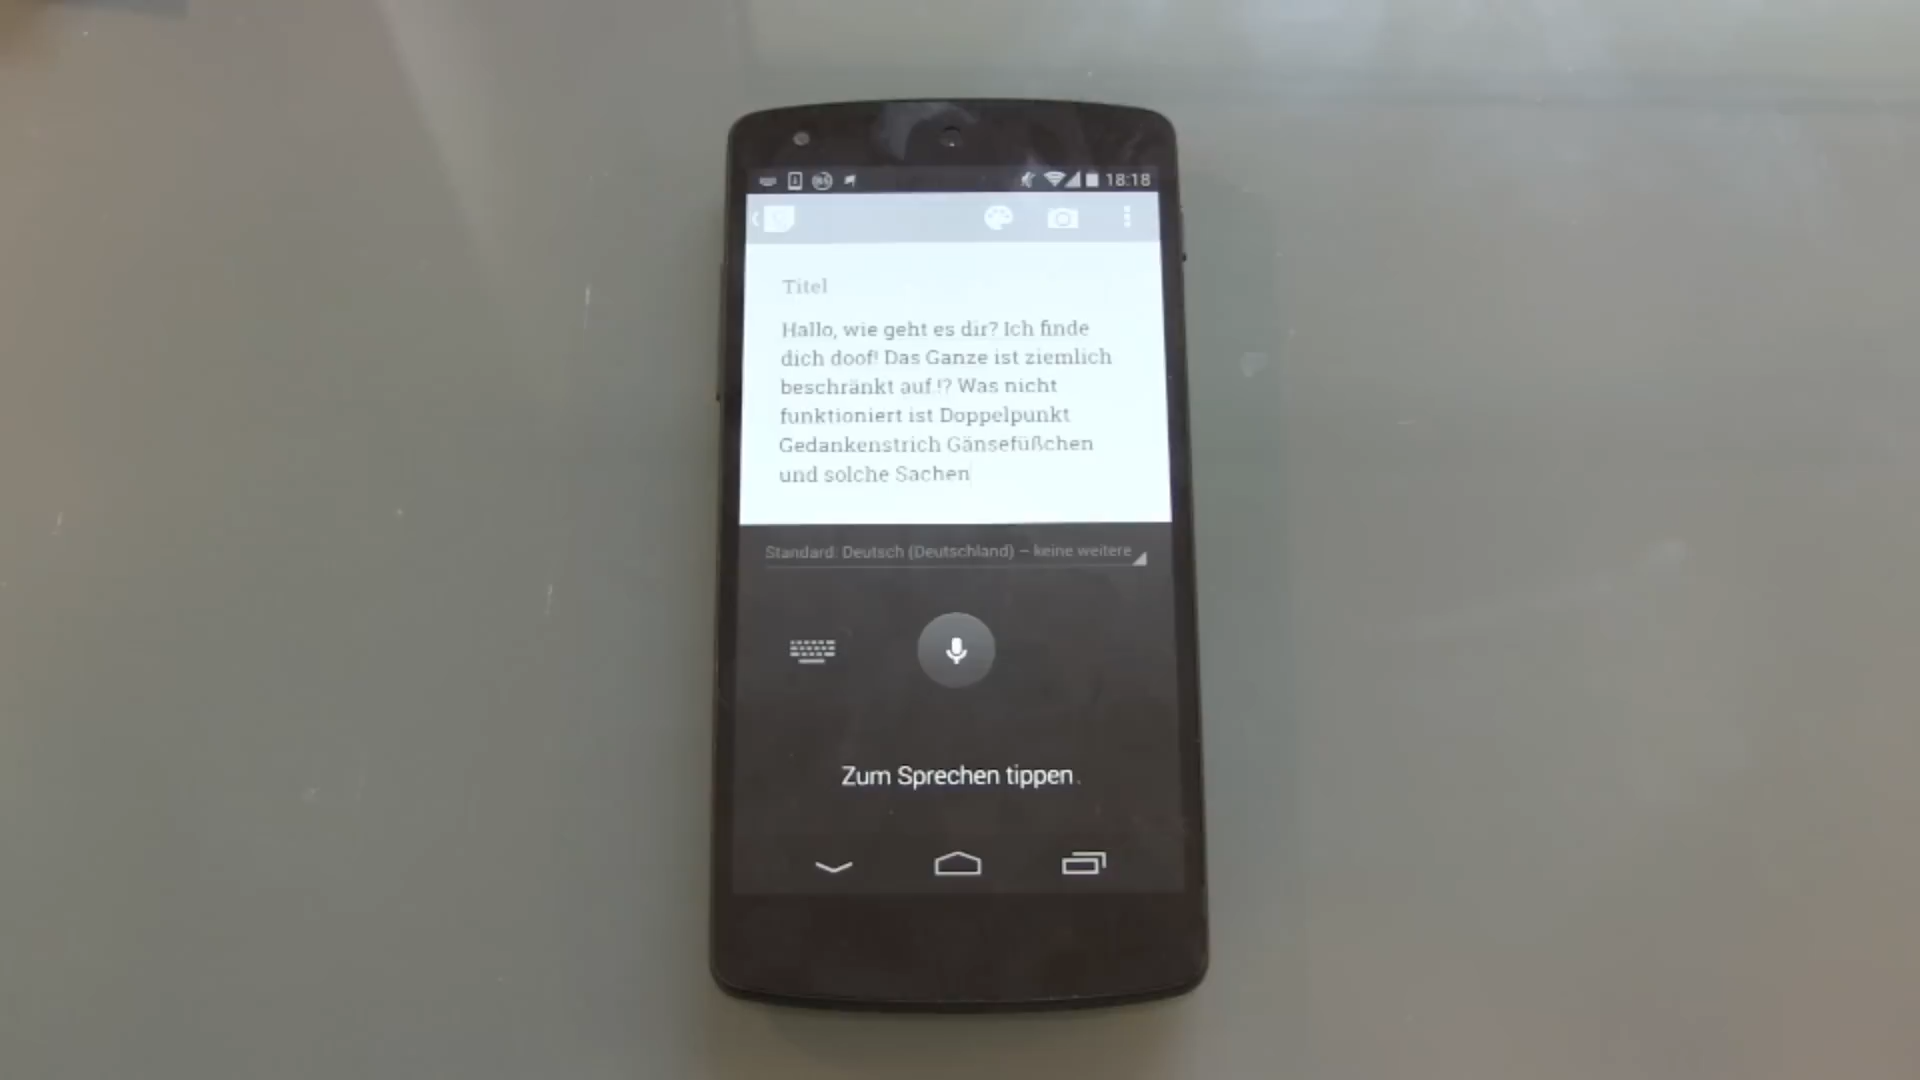 18:18
Titel
Hallo, wie geht es dir? Ich finde
dich doof! Das Ganze ist ziemlich
beschränkt auf !? Was nicht
funktioniert ist Doppelpunkt
Gedankenstrich Gänsefüßchen
und solche Sachen
Standard: Deutsch (Deutschland) – keine weitere
Zum Sprechen tippen